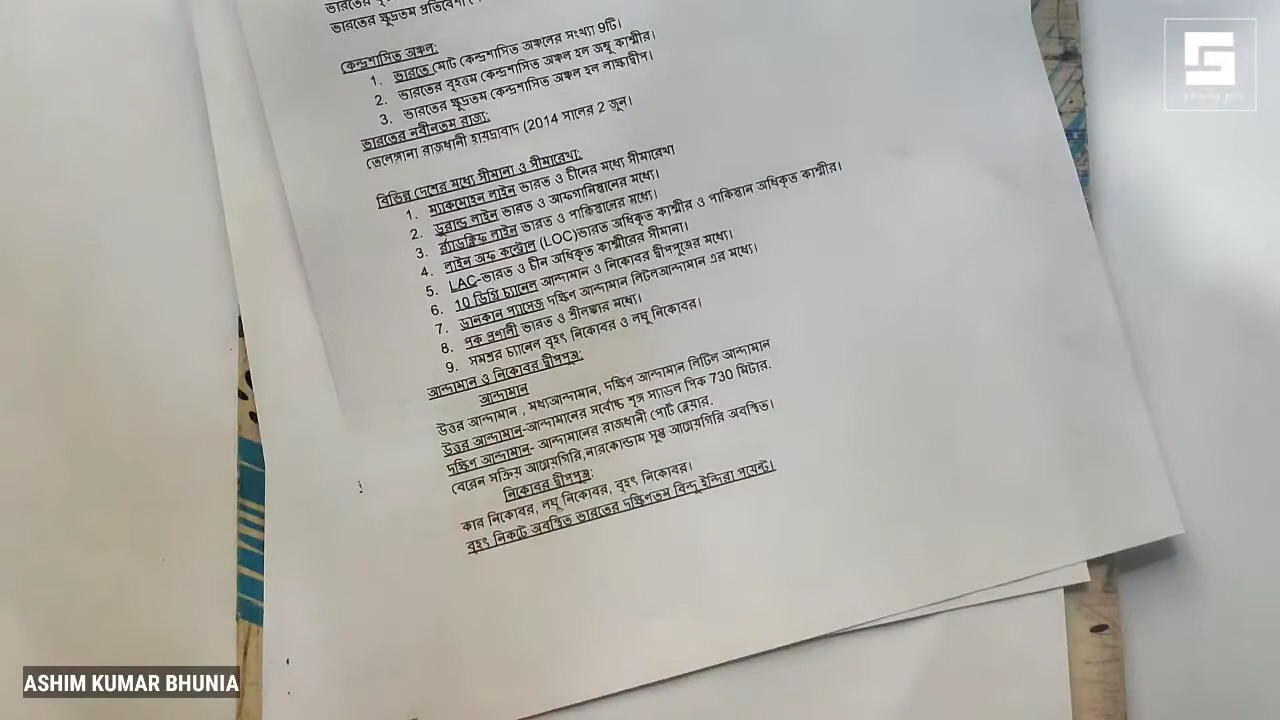 ভারতের ক্ষুদ্রতম প্রতিবেশী
কেন্দ্রশাসিত অঞ্চল:
1. ভারতে মোট কেন্দ্রশাসিত অঞ্চলের সংখ্যা 9টি।
2. ভারতের বৃহত্তম কেন্দ্রশাসিত অঞ্চল হল জম্মু কাশ্মীর।
3. ভারতের ক্ষুদ্রতম কেন্দ্রশাসিত অঞ্চল হল লাক্ষাদ্বীপ।
ভারতের নবীনতম রাজ্য:
তেলেঙ্গানা রাজধানী হায়দ্রাবাদ (2014 সালের 2 জুন।
বিভিন্ন দেশের মধ্যে সীমানা ও সীমারেখা:
1. ম্যাকমোহন লাইন ভারত ও চীনের মধ্যে সীমারেখা
2. ডুরান্ড লাইন ভারত ও আফগানিস্তানের মধ্যে।
3. র‍্যাডক্লিফ লাইন ভারত ও পাকিস্তানের মধ্যে।
4. লাইন অফ কন্ট্রোল (LOC)ভারত অধিকৃত কাশ্মীর ও পাকিস্তান অধিকৃত কাশ্মীর।
5. LAC-ভারত ও চীন অধিকৃত কাশ্মীরের সীমানা।
6. 10 ডিগ্রি চ্যানেল আন্দামান ও নিকোবর দ্বীপপুঞ্জের মধ্যে।
7. ডানকান প্যাসেজ দক্ষিণ আন্দামান লিটিলআন্দামান এর মধ্যে।
8. পক প্রণালী ভারত ও শ্রীলঙ্কার মধ্যে।
9. সমব্রর চ্যানেল বৃহৎ নিকোবর ও লঘু নিকোবর।
আন্দামান ও নিকোবর দ্বীপপুঞ্জ:
আন্দামান
উত্তর আন্দামান , মধ্যআন্দামান, দক্ষিণ আন্দামান লিটিল আন্দামান
উত্তর আন্দামান-আন্দামানের সর্বোচ্চ শৃঙ্গ স্যাডল পিক 730 মিটার.
দক্ষিণ আন্দামান- আন্দামানের রাজধানী পোর্ট ব্লেয়ার.
বেরেন সক্রিয় আগ্নেয়গিরি,নারকোন্ডাম সুপ্ত আগ্নেয়গিরি অবস্থিত।
নিকোবর দ্বীপপুঞ্জ:
কার নিকোবর, লঘু নিকোবর, বৃহৎ নিকোবর।
বৃহৎ নিকটে অবস্থিত ভারতের দক্ষিণতম বিন্দু ইন্দিরা পয়েন্ট।
ASHIM KUMAR BHUNIA